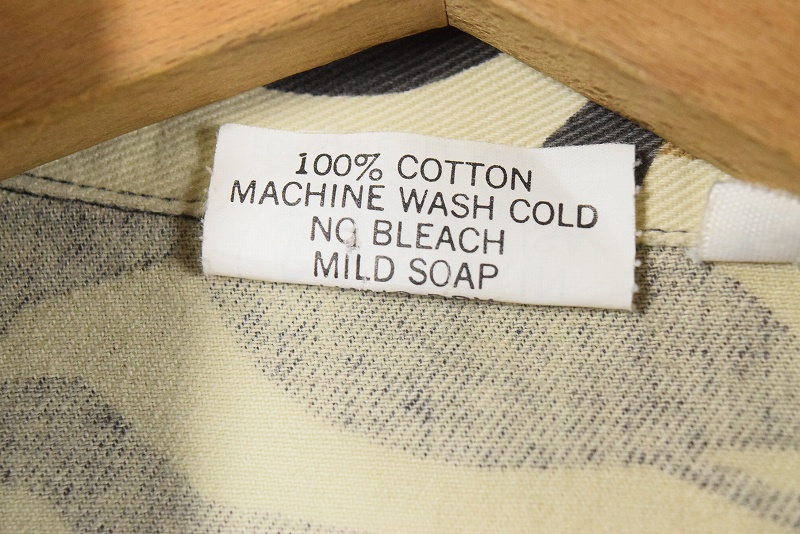 100% COTTON
MACHINE WASH COLD
NO BLEACH
MILD SOAP